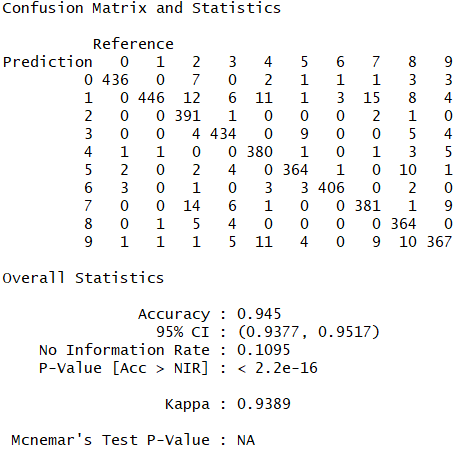 Confusion Matrix and Statistics
Reference
Prediction 0 1 2 3 4 5 6 7 8 9
0 436 0 7 0 2 1 1 1 3 3
1 0 446 12 6 11 1 3 15 8 4
2 0 0 391 1 0 0 0 2 1 0
3 0 0 4 434 0 9 0 0 5 4
4 1 1 0 0 380 1 0 1 3 5
5 2 0 2 4 0 364 1 0 10 1
6 3 0 1 0 3 3 406 0 2 0
7 0 0 14 6 1 0 0 381 1 9
8 0 1 5 4 0 0 0 0 364 0
9 1 1 1 5 11 4 0 9 10 367
Overall Statistics
Accuracy : 0.945
95% CI : (0.9377, 0.9517)
No Information Rate : 0.1095
P-Value [Acc > NIR] : < 2.2e-16
Kappa : 0.9389
Mcnemar's Test P-Value : NA